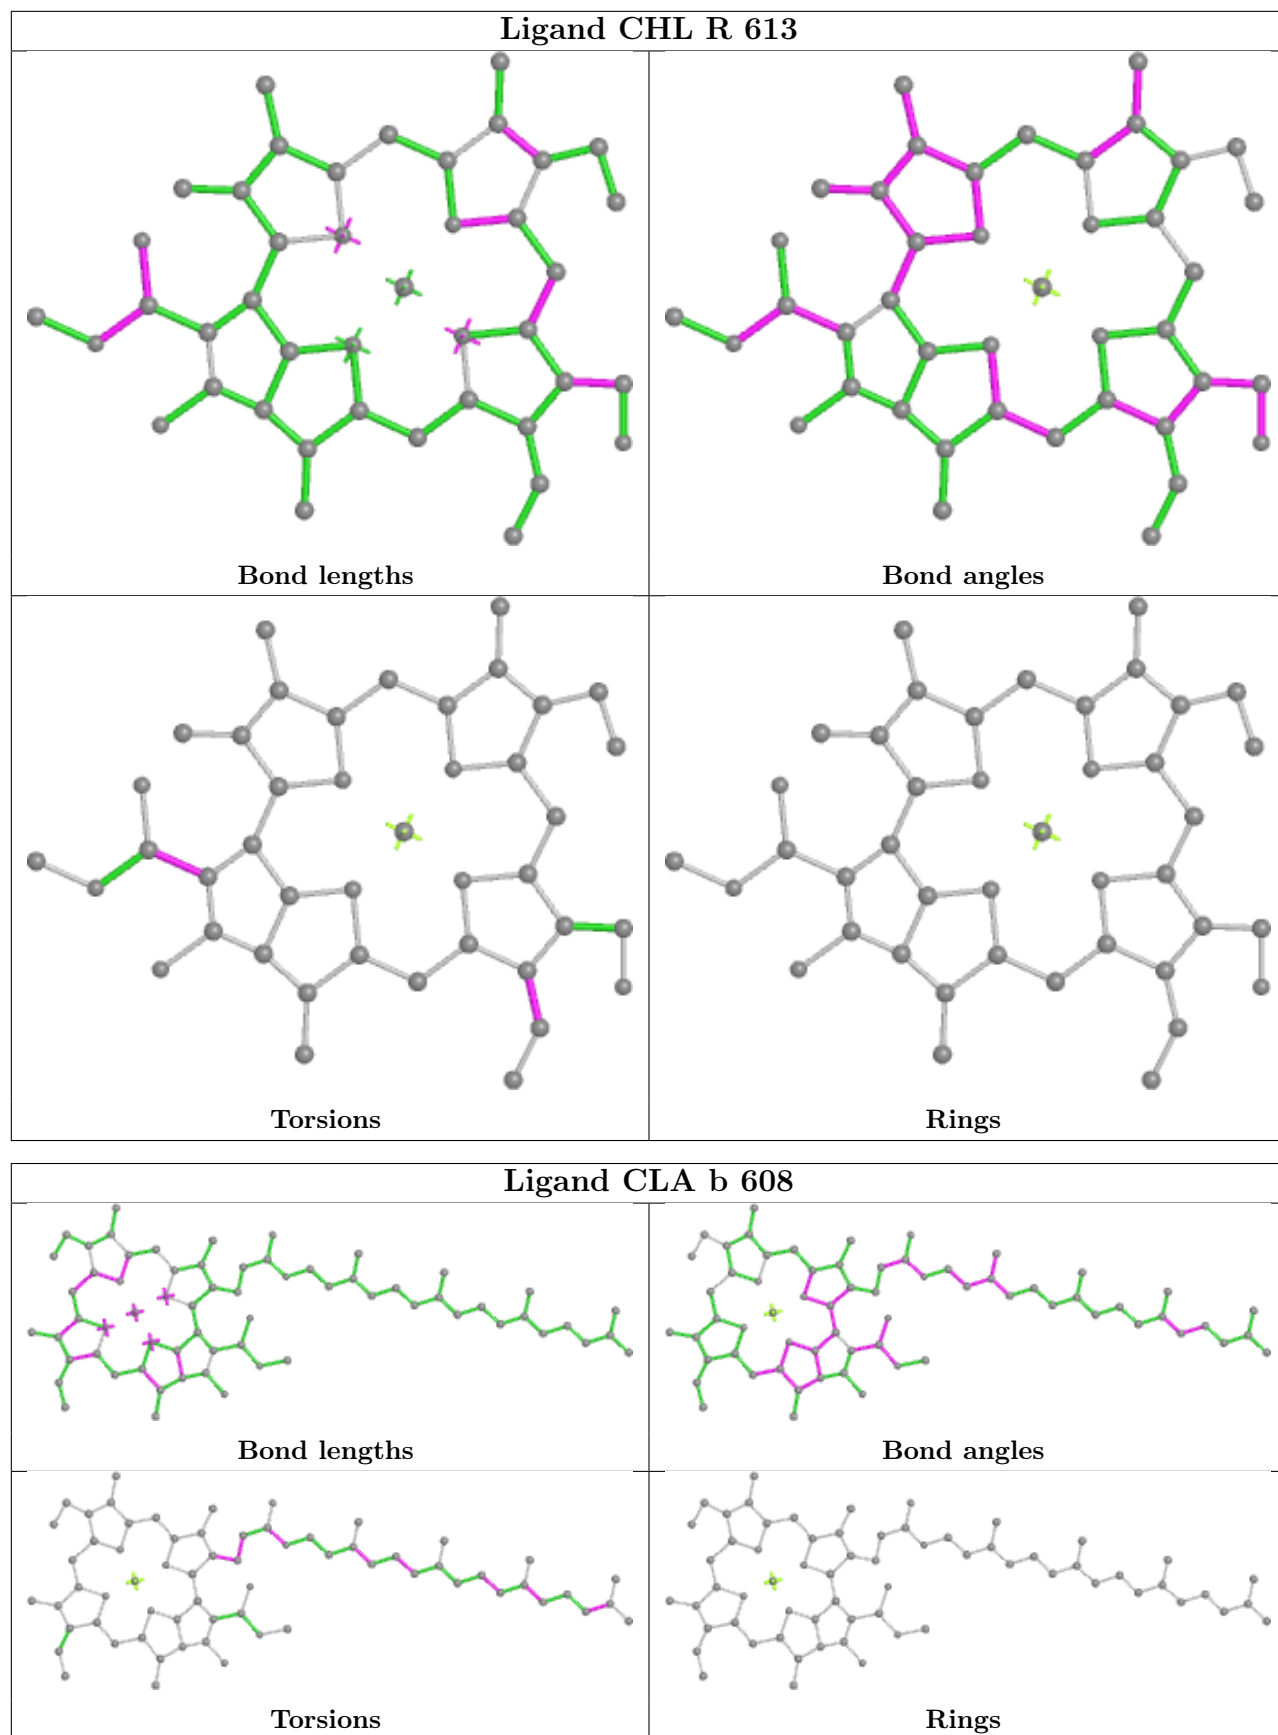 Ligand CHL R 613
Bond lengths
Bond angles
Torsions
Rings
Ligand CLA b 608
Bond lengths
Bond angles
Torsions
Rings